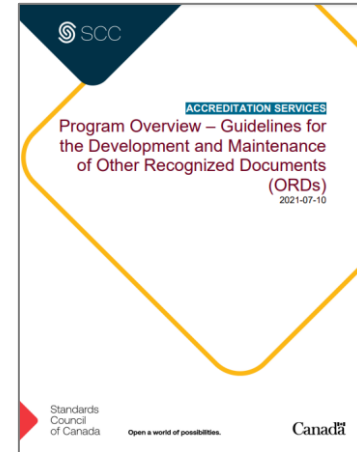 SCC
ACCREDITATION SERVICES
Program Overview – Guidelines for
the Development and Maintenance
of Other Recognized Documents
(ORDs)
2021-07-10
Standards
Council
of Canada
Open a world of possibilities.
Canada